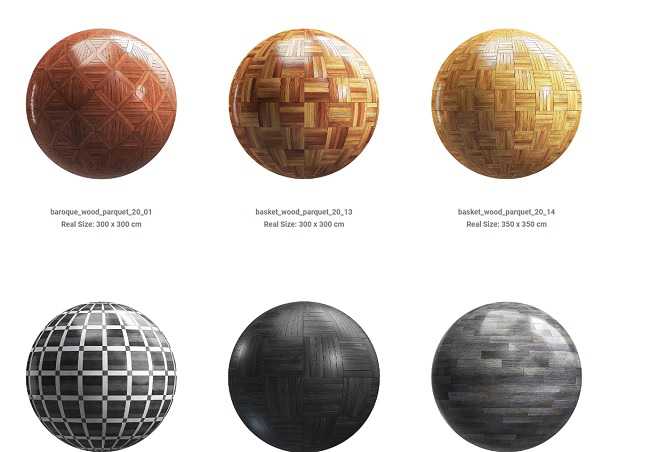 baroque_wood_parquet_20_01
Real Size: 300 x 300 cm
basket_wood_parquet_20_13
Real Size: 300 x 300 cm
basket_wood_parquet_20_14
Real Size: 350 x 350 cm